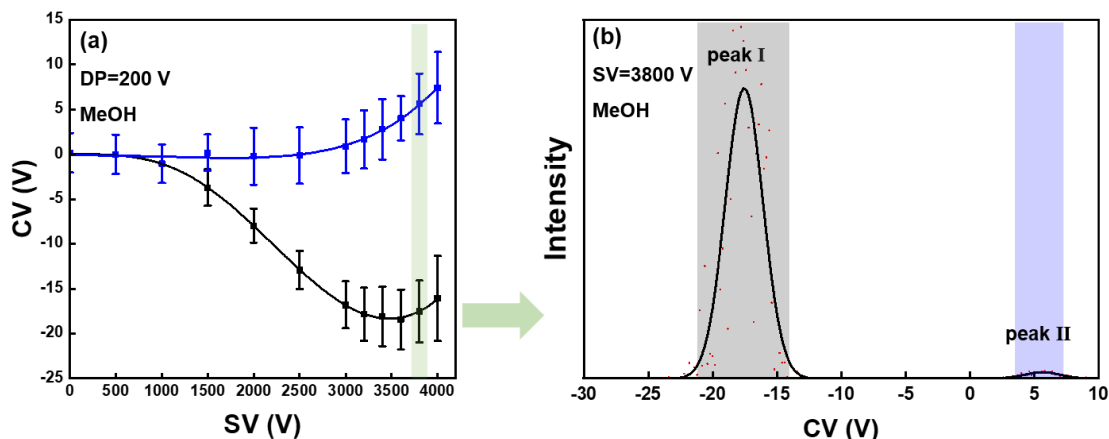 (a)
DP=200 V
MeOH
15
10
5
0
-5
-10
-15
-20
-25
CV (V)
0 500 1000 1500 2000 2500 3000 3500 4000
SV (V)
(b)
SV=3800 V
MeOH
peak I
peak II
Intensity
-30 -25 -20 -15 -10 -5 0 5 10
CV (V)